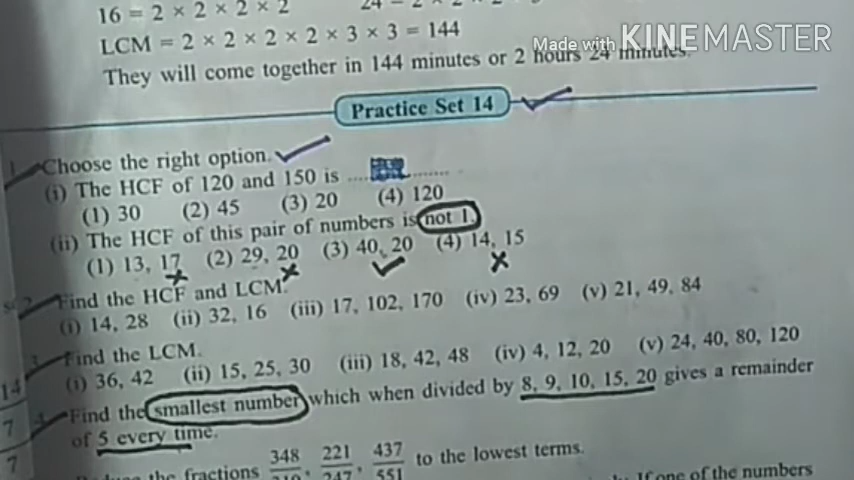 16 = 2 × 2 × 2 × 2
LCM = 2 × 2 × 2 × 2 × 3 × 3 = 144
Made with KINEMASTER
They will come together in 144 minutes or 2 hours 24 minutes.
Practice Set 14
1. Choose the right option.
(i) The HCF of 120 and 150 is ..................
(1) 30 (2) 45 (3) 20 (4) 120
(ii) The HCF of this pair of numbers is not 1.
(1) 13, 17 (2) 29, 20 (3) 40, 20 (4) 14, 15
2. Find the HCF and LCM.
(i) 14, 28 (ii) 32, 16 (iii) 17, 102, 170 (iv) 23, 69 (v) 21, 49, 84
3. Find the LCM.
(i) 36, 42 (ii) 15, 25, 30 (iii) 18, 42, 48 (iv) 4, 12, 20 (v) 24, 40, 80, 120
14
4. Find the smallest number which when divided by 8, 9, 10, 15, 20 gives a remainder
7
of 5 every time.
7
the fractions 348, 221/247, 437/551 to the lowest terms.
If one of the numbers